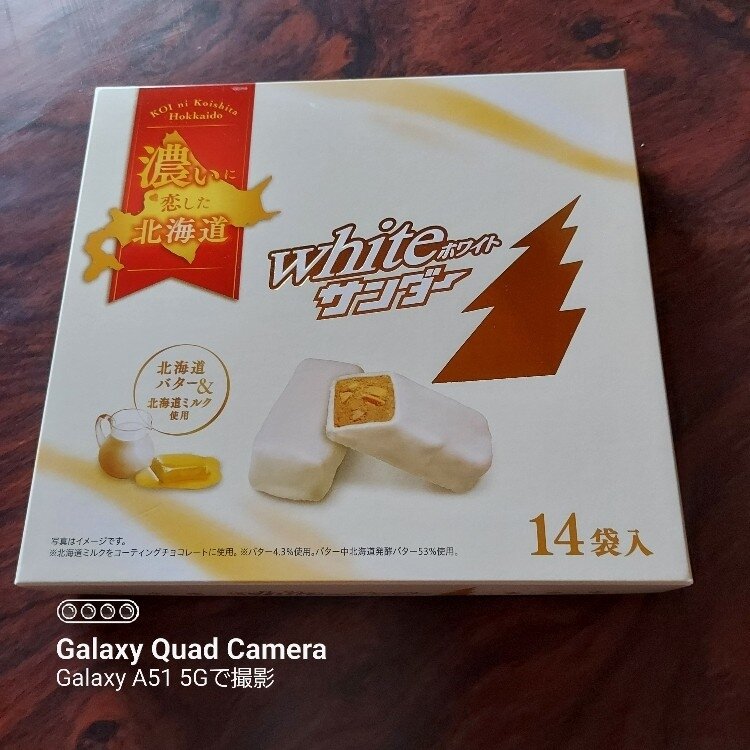 KOI ni Koishita
Hokkaido
濃いに
恋した
北海道
White ホワイト
サンダー
北海道
バター&
北海道ミルク
使用
写真はイメージです。
※北海道ミルクをコーティングチョコレートに使用。※バター4.3%使用。バター中北海道発酵バター53%使用。
14袋入
Galaxy Quad Camera
Galaxy A51 5Gで撮影